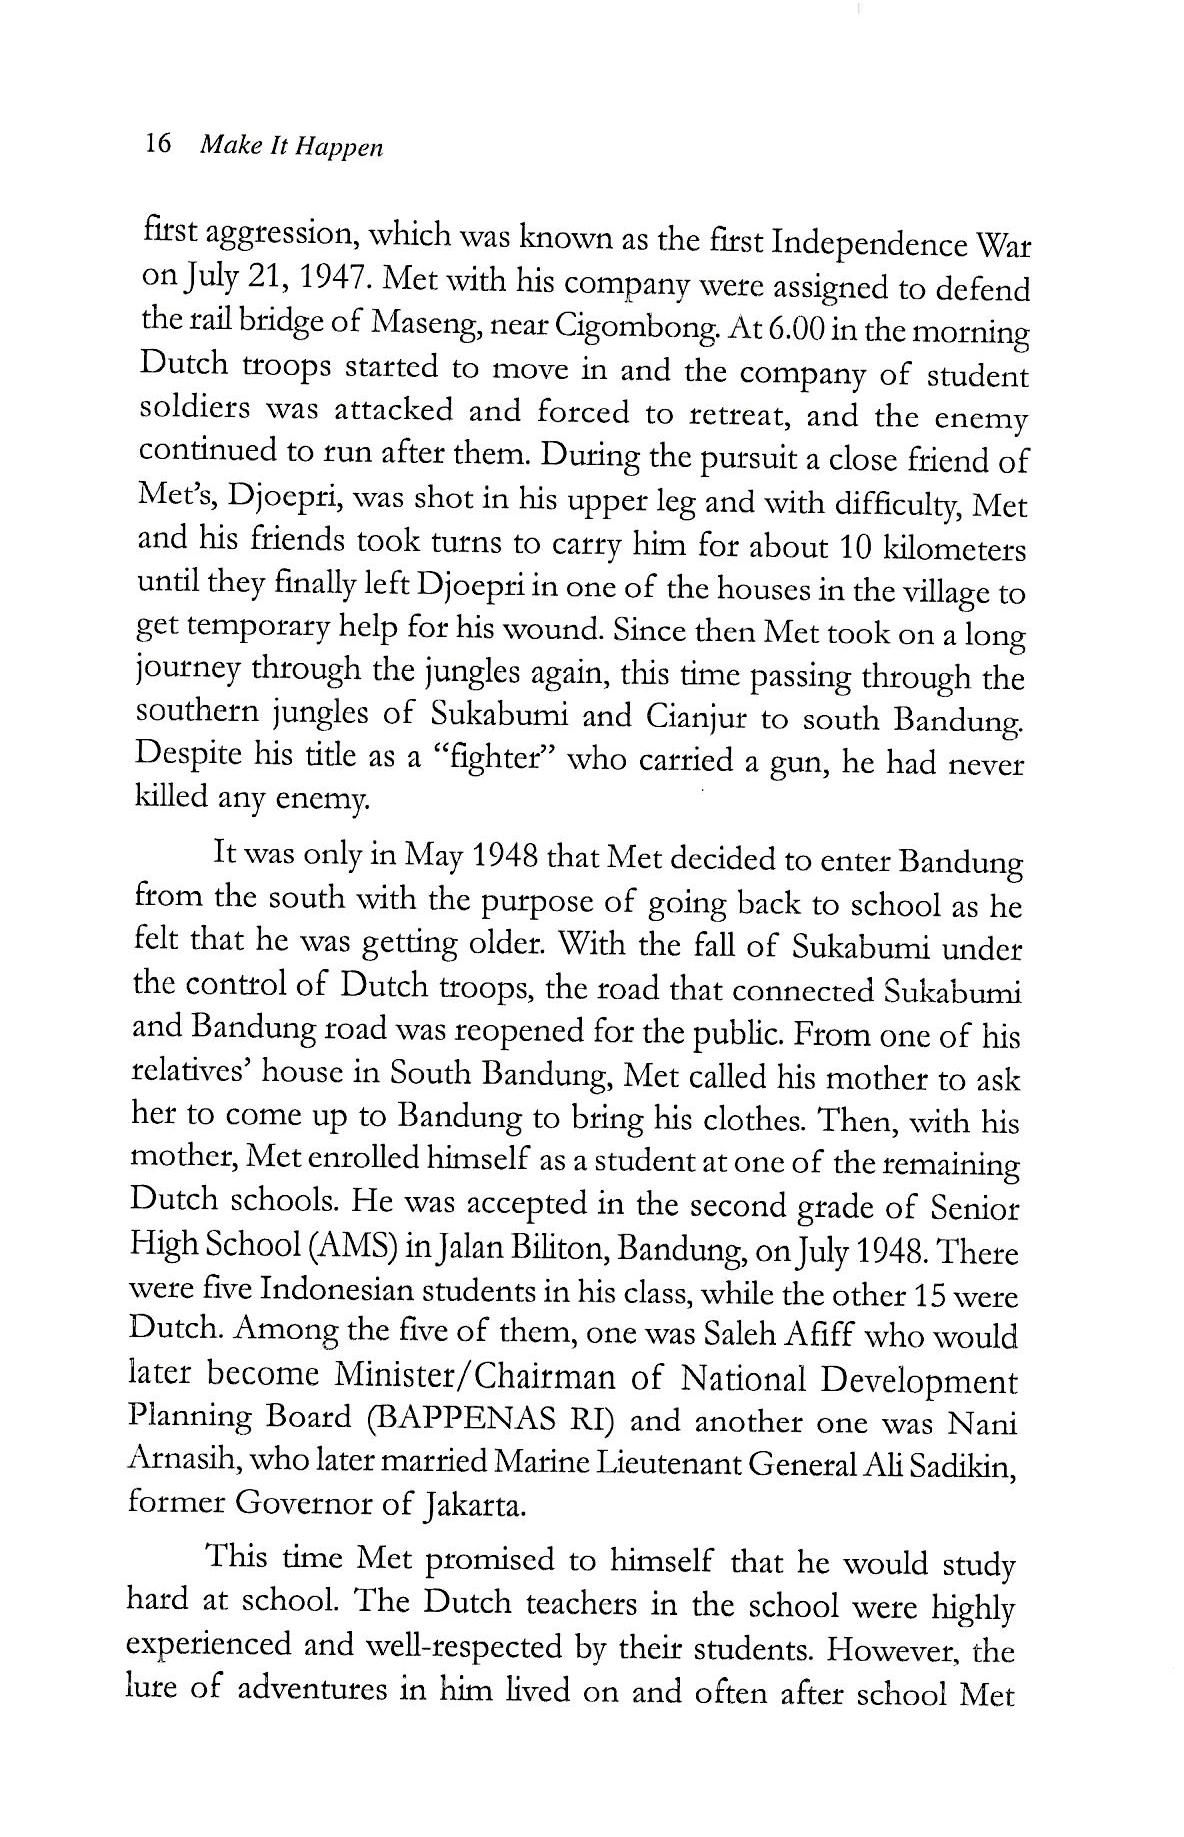 16 Make It Happen
first aggression, which was known as the first Independence War
on July 21, 1947. Met with his company were assigned to defend
the rail bridge of Maseng, near Cigombong. At 6.00 in the morning
Dutch troops started to move in and the company of student
soldiers was attacked and forced to retreat, and the enemy
continued to run after them. During the pursuit a close friend of
Met's, Djoepri, was shot in his upper leg and with difficulty, Met
and his friends took turns to carry him for about 10 kilometers
until they finally left Djoepri in one of the houses in the village to
get temporary help for his wound. Since then Met took on a long
journey through the jungles again, this time passing through the
southern jungles of Sukabumi and Cianjur to south Bandung.
Despite his title as a “fighter” who carried a gun, he had never
killed any enemy.
It was only in May 1948 that Met decided to enter Bandung
from the south with the purpose of going back to school as he
felt that he was getting older. With the fall of Sukabumi under
the control of Dutch troops, the road that connected Sukabumi
and Bandung road was reopened for the public. From one of his
relatives’ house in South Bandung, Met called his mother to ask
her to come up to Bandung to bring his clothes. Then, with his
mother, Met enrolled himself as a student at one of the remaining
Dutch schools. He was accepted in the second grade of Senior
High School (AMS) in Jalan Biliton, Bandung, on July 1948. There
were five Indonesian students in his class, while the other 15 were
Dutch. Among the five of them, one was Saleh Afiff who would
later become Minister/Chairman of National Development
Planning Board (BAPPENAS RI) and another one was Nani
Arnasih, who later married Marine Lieutenant General Ali Sadikin,
former Governor of Jakarta.
This time Met promised to himself that he would study
hard at school. The Dutch teachers in the school were highly
experienced and well-respected by their students. However, the
lure of adventures in him lived on and often after school Met